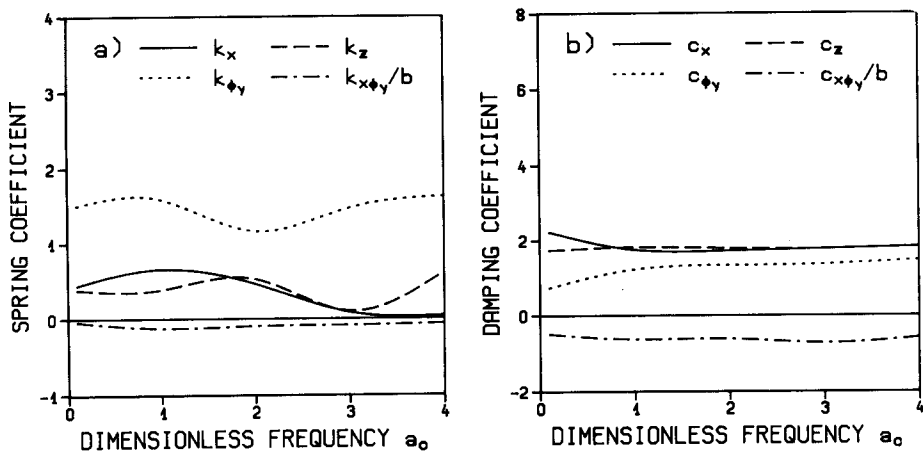 a) k_x k_z
k_ϕy k_xϕy/b
4
3
2
1
0
-1
0 1 2 3 4
SPRING COEFFICIENT
DIMENSIONLESS FREQUENCY a_o
b) c_x c_z
c_ϕy c_xϕy/b
8
6
4
2
0
-2
0 1 2 3 4
DAMPING COEFFICIENT
DIMENSIONLESS FREQUENCY a_o